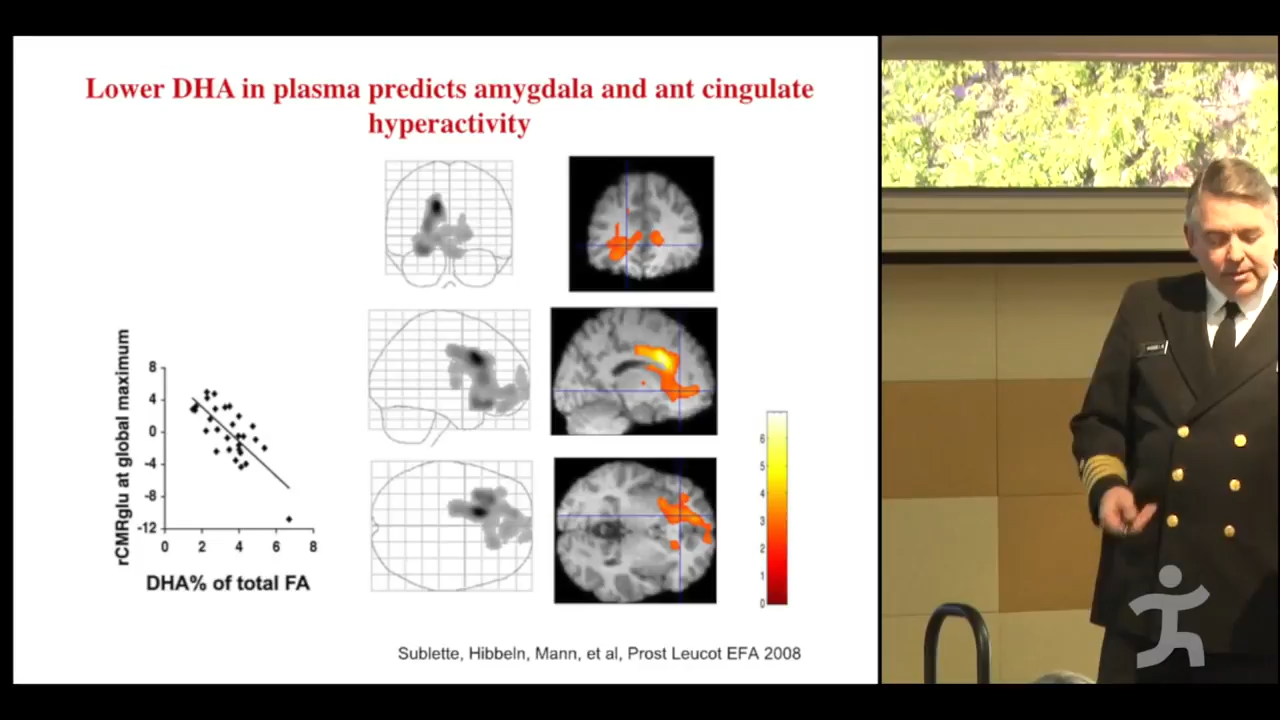 Lower DHA in plasma predicts amygdala and ant cingulate
hyperactivity
rCMRglu at global maximum
8
4
0
-4
-8
-12
0 2 4 6 8
DHA% of total FA
6
5
4
3
2
1
0
Sublette, Hibbeln, Mann, et al, Prost Leucot EFA 2008